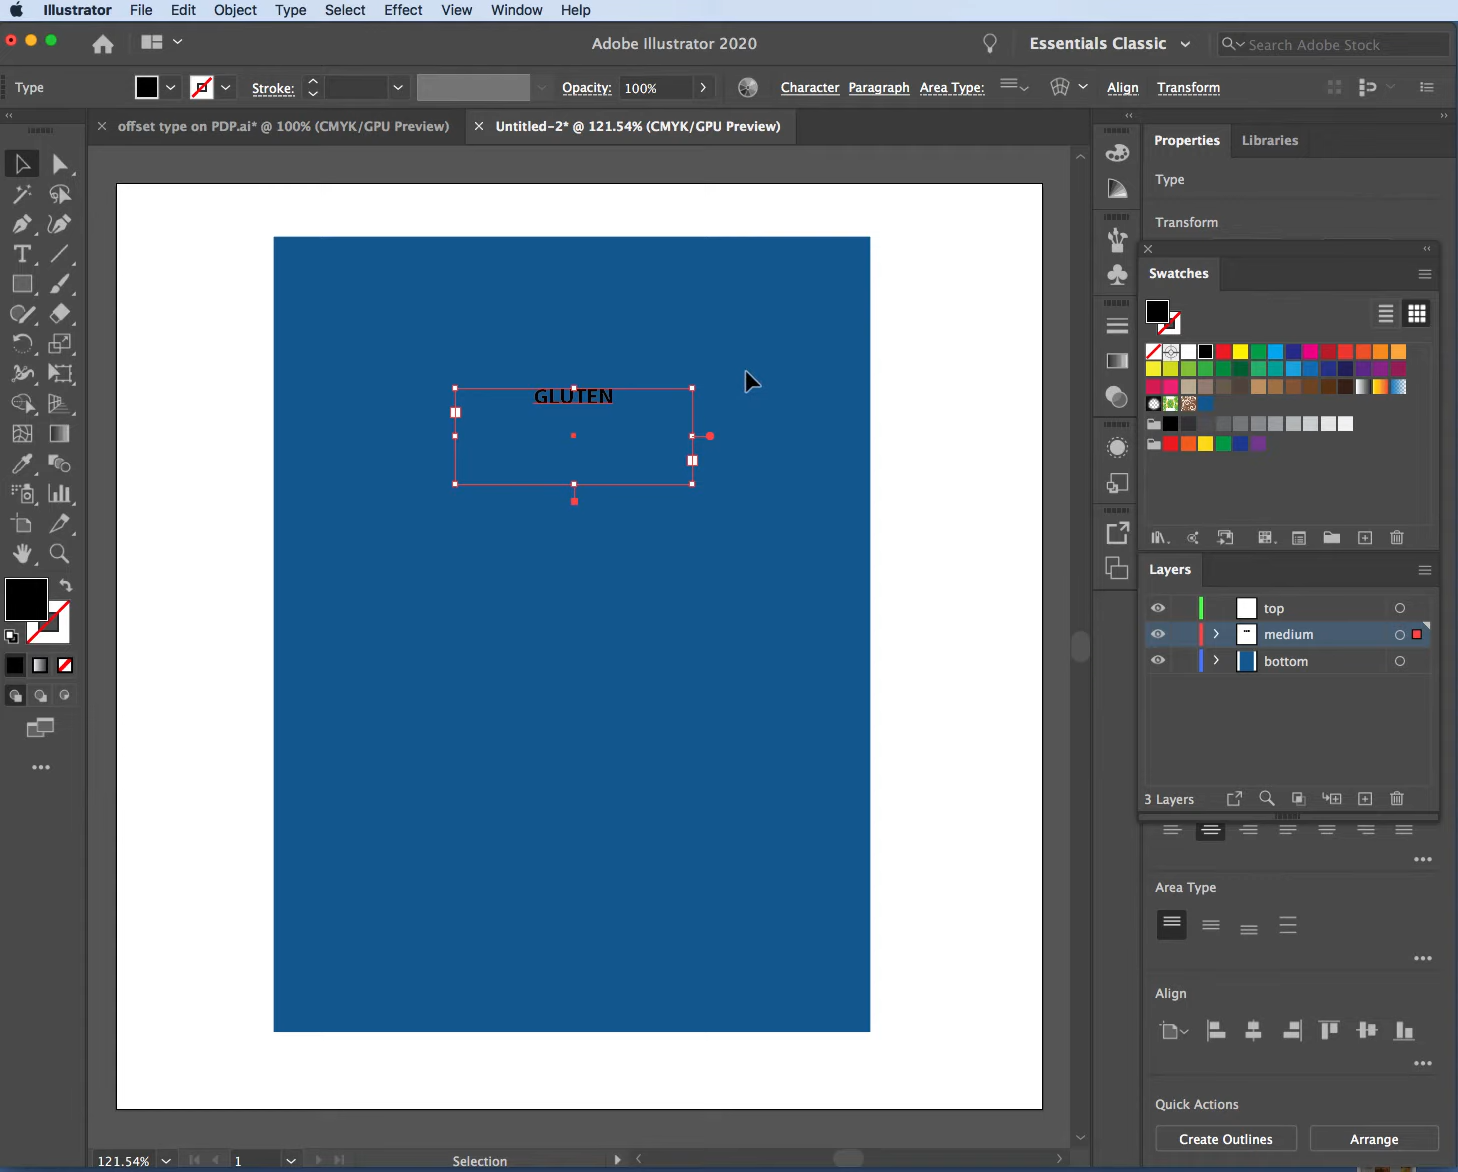 Illustrator File Edit Object Type Select Effect View Window Help
Adobe Illustrator 2020
Essentials Classic
Search Adobe Stock
Type
Stroke:
Opacity: 100%
Character Paragraph Area Type:
Align Transform
offset type on PDP.ai* @ 100% (CMYK/GPU Preview)
Untitled-2* @ 121.54% (CMYK/GPU Preview)
Properties Libraries
Type
Transform
Swatches
GLUTEN
Layers
top
medium
bottom
3 Layers
Area Type
Align
Quick Actions
Create Outlines Arrange
121.54% 1 Selection